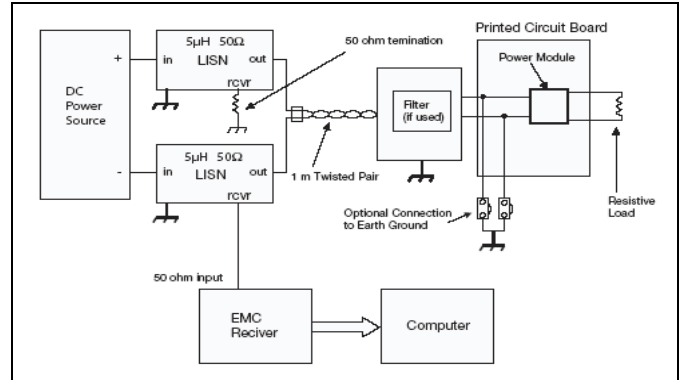 Printed Circuit Board
5µH 50Ω
LISN
in
out
rcvr
50 ohm temination
Power Module
+
DC
Power
Source
-
Filter
(if used)
5µH 50Ω
LISN
in
out
rcvr
1 m Twisted Pair
Optional Connection
to Earth Ground
Resistive
Load
50 ohm input
EMC
Reciver
Computer